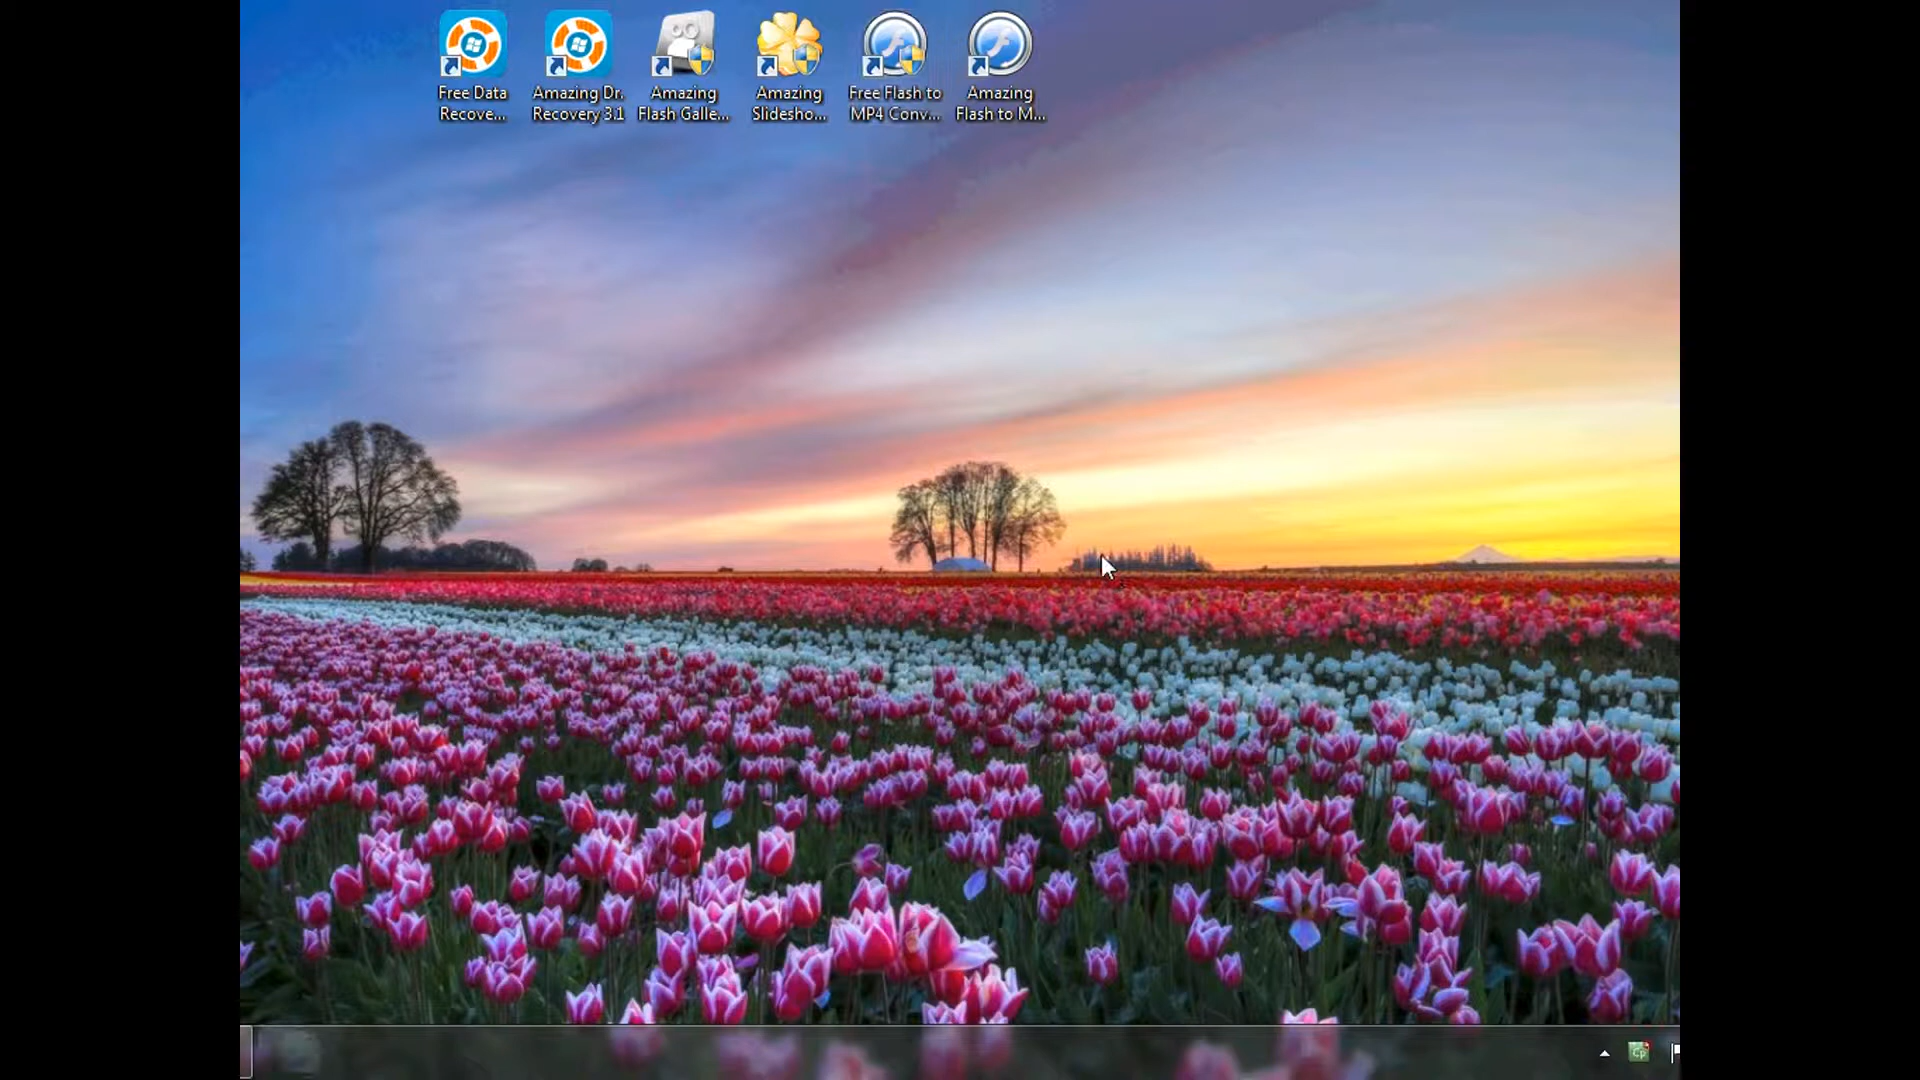 Free Data
Recove...
Amazing Dr.
Recovery 3.1
Amazing
Flash Galle...
Amazing
Slidesho...
Free Flash to
MP4 Conv...
Amazing
Flash to M...
Cp